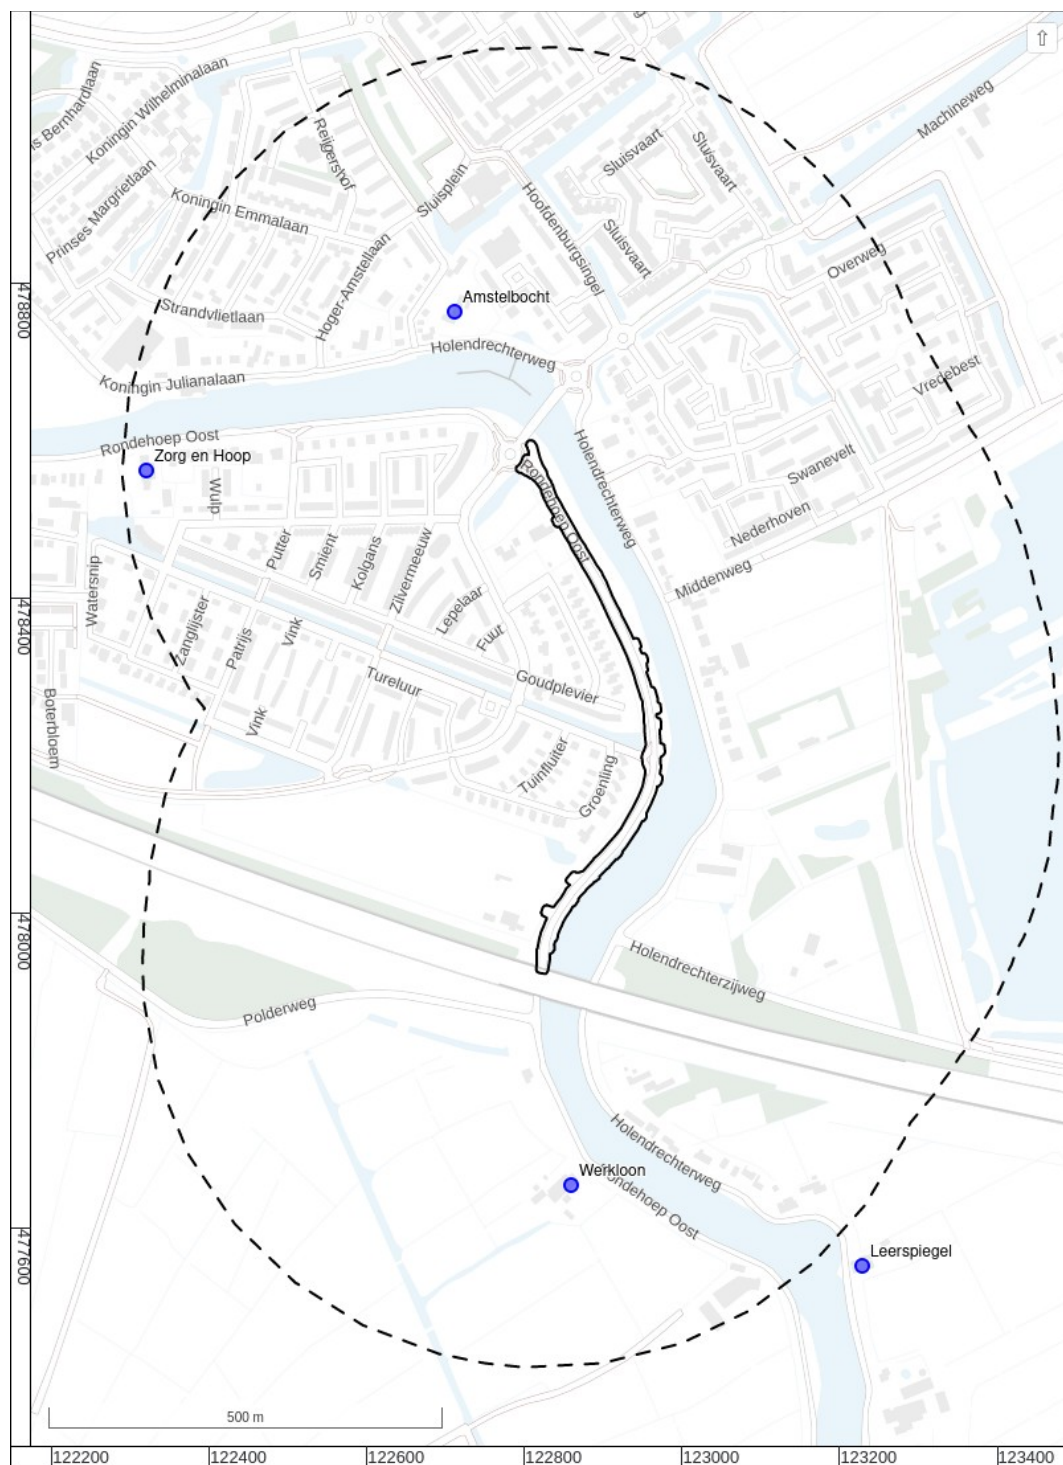 ⇧
Koningin Wilhelminalaan
is Bernhardlaan
Machineweg
Reijgershof
Sluisvaart
Sluisvaart
Prinses Margrietlaan
Koningin Emmalaan
Sluisplein
Hoofdenburgsingel
Sluisvaart
Hoger-Amstellaan
Overweg
Amstelbocht
Strandvlietlaan
478800
Holendrechterweg
Koningin Julianalaan
Vredebest
Rondehoep Oost
Zorg en Hoop
Rondehoep Oost
Holendrechterweg
Swanevelt
Wulp
Nederhoven
Putter
Smient
Kolgans
Zilvermeeuw
Middenweg
Watersnip
Lepelaar
478400
Zanglijster
Patrijs
Vink
Fuut
Tureluur
Goudplevier
Boterbloem
Vink
Tuinfluiter
Groenling
478000
Holendrechterzijweg
Polderweg
Holendrechterweg
Werkloon
Rondehoep Oost
477600
Leerspiegel
500 m
122200
122400
122600
122800
123000
123200
123400